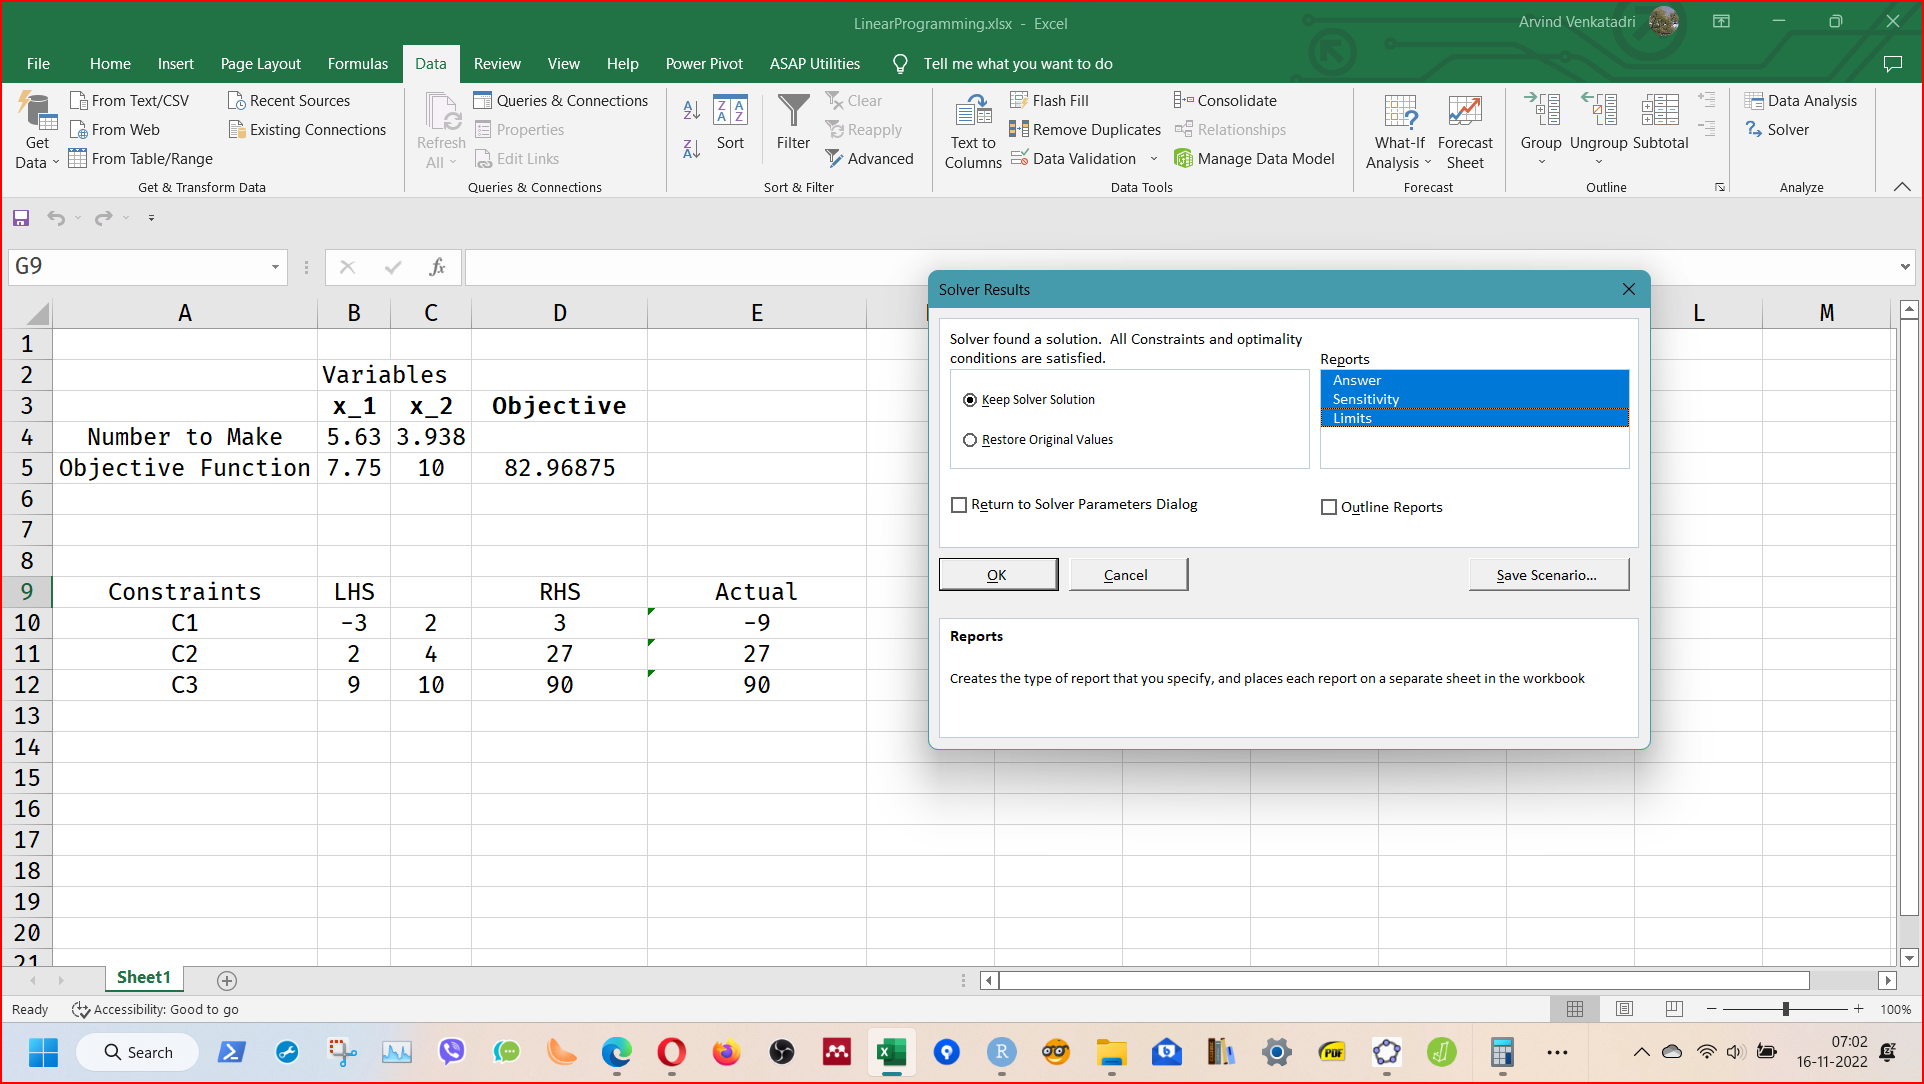 LinearProgramming.xlsx - Excel
Arvind Venkatadri
File Home Insert Page Layout Formulas Data Review View Help Power Pivot ASAP Utilities Tell me what you want to do
Get Data
From Text/CSV
From Web
From Table/Range
Recent Sources
Existing Connections
Get & Transform Data
Refresh All
Queries & Connections
Properties
Edit Links
Queries & Connections
Sort
Filter
Clear
Reapply
Advanced
Sort & Filter
Text to Columns
Flash Fill
Remove Duplicates
Data Validation
Consolidate
Relationships
Manage Data Model
Data Tools
What-If Analysis
Forecast Sheet
Forecast
Group
Ungroup
Subtotal
Outline
Data Analysis
Solver
Analyze
G9
fx
A B C D E L M
1
2 Variables
3 x_1 x_2 Objective
4 Number to Make 5.63 3.938
5 Objective Function 7.75 10 82.96875
6
7
8
9 Constraints LHS RHS Actual
10 C1 -3 2 3 -9
11 C2 2 4 27 27
12 C3 9 10 90 90
13
14
15
16
17
18
19
20
21
Solver Results
Solver found a solution. All Constraints and optimality
conditions are satisfied.
Keep Solver Solution
Restore Original Values
Reports
Answer
Sensitivity
Limits
Return to Solver Parameters Dialog
Outline Reports
OK
Cancel
Save Scenario...
Reports
Creates the type of report that you specify, and places each report on a separate sheet in the workbook
Sheet1
Ready
Accessibility: Good to go
100%
Search
07:02
16-11-2022